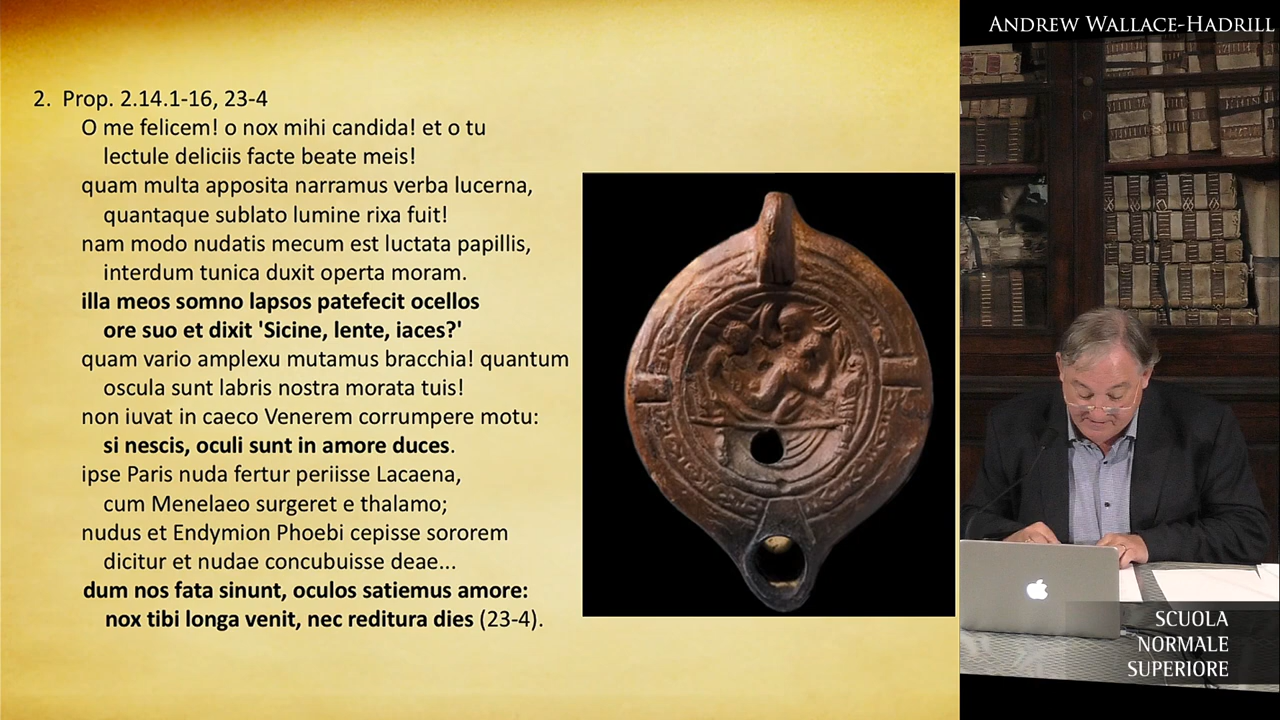 ANDREW WALLACE-HADRILL
2. Prop. 2.14.1-16, 23-4
O me felicem! o nox mihi candida! et o tu
lectule deliciis facte beate meis!
quam multa apposita narramus verba lucerna,
quantaque sublato lumine rixa fuit!
nam modo nudatis mecum est luctata papillis,
interdum tunica duxit operta moram.
illa meos somno lapsos patefecit ocellos
ore suo et dixit 'Sicine, lente, iaces?'
quam vario amplexu mutamus bracchia! quantum
oscula sunt labris nostra morata tuis!
non iuvat in caeco Venerem corrumpere motu:
si nescis, oculi sunt in amore duces.
ipse Paris nuda fertur periisse Lacaena,
cum Menelaeo surgeret e thalamo;
nudus et Endymion Phoebi cepisse sororem
dicitur et nudae concubuisse deae...
dum nos fata sinunt, oculos satiemus amore:
nox tibi longa venit, nec reditura dies (23-4).
SCUOLA
NORMALE
SUPERIORE